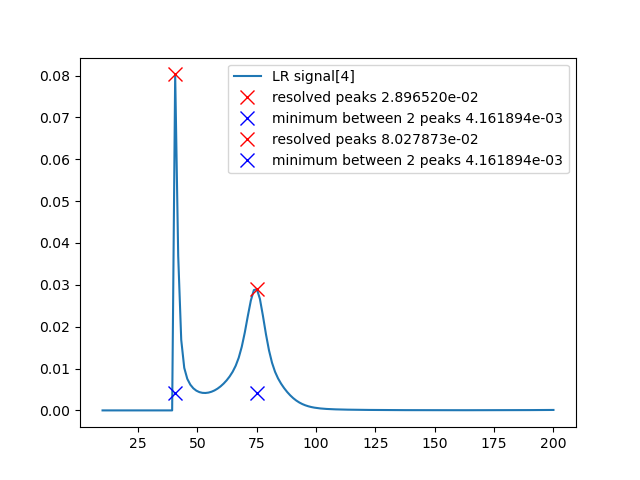 LR signal[4]
resolved peaks 2.896520e-02
minimum between 2 peaks 4.161894e-03
resolved peaks 8.027873e-02
minimum between 2 peaks 4.161894e-03
0.08
0.07
0.06
0.05
0.04
0.03
0.02
0.01
0.00
25 50 75 100 125 150 175 200